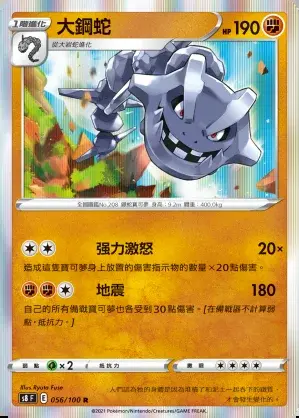 1階進化
大鋼蛇
HP 190
從大岩蛇進化
全國圖鑑No.208 鐵蛇寶可夢 身高：9.2m 體重：400.0kg
强力激怒 20×
造成這隻寶可夢身上放置的傷害指示物的數量×20點傷害。
地震 180
自己的所有備戰寶可夢也各受到30點傷害。[在備戰區不計算弱點、抵抗力。]
弱點 ×2 抵抗力 撤退
Illus. Ryota Fuse
s8 F E 056/100 R
©2021 Pokémon/Nintendo/Creatures/GAME FREAK.